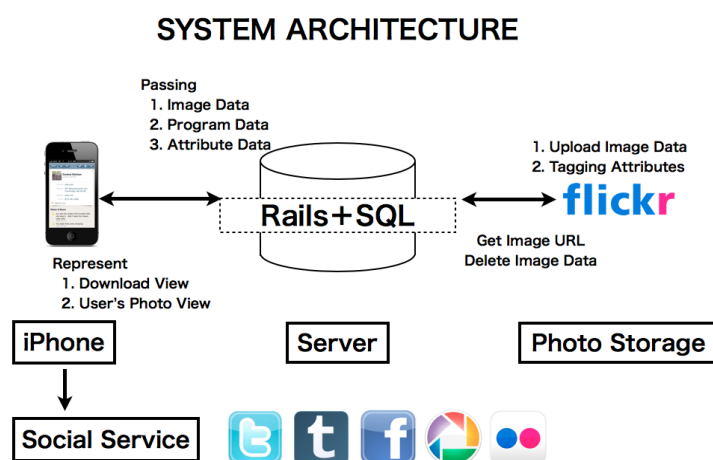 SYSTEM ARCHITECTURE
Passing
1. Image Data
2. Program Data
3. Attribute Data
1. Upload Image Data
2. Tagging Attributes
Rails+SQL
flickr
Get Image URL
Delete Image Data
Represent
1. Download View
2. User's Photo View
iPhone
Server
Photo Storage
Social Service
t
f